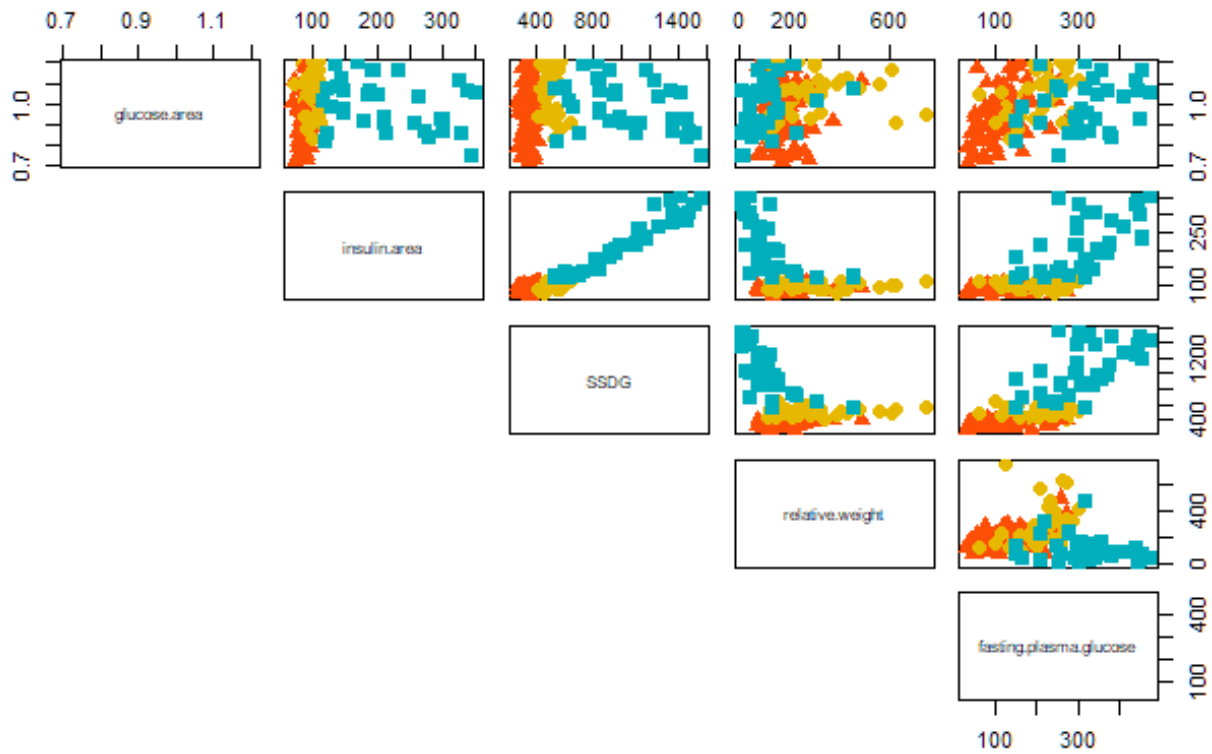 0.7 0.9 1.1 100 200 300 400 1400 0 200 600 100 300
glucose.area
0.7 1.0
0.7 1.0
insulin.area
100 250
SSDG
400 1200
relative.weight
0 400
fasting.plasma.glucose
100 400
100 300